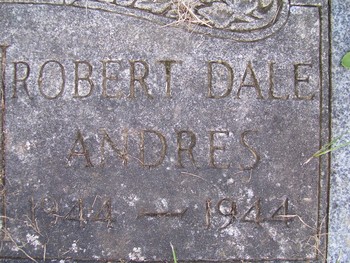 ROBERT DALE
ANDRES
1944 — 1944